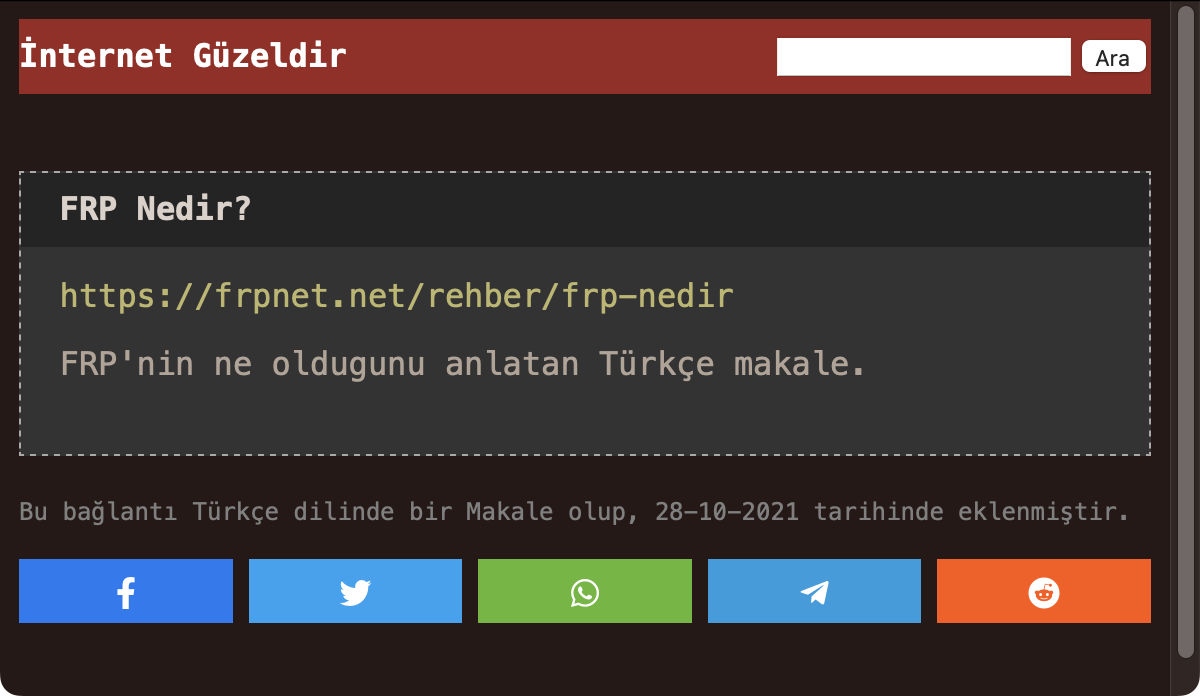 İnternet Güzeldir
Ara
FRP Nedir?
https://frpnet.net/rehber/frp-nedir
FRP'nin ne oldugunu anlatan Türkçe makale.
Bu bağlantı Türkçe dilinde bir Makale olup, 28-10-2021 tarihinde eklenmiştir.